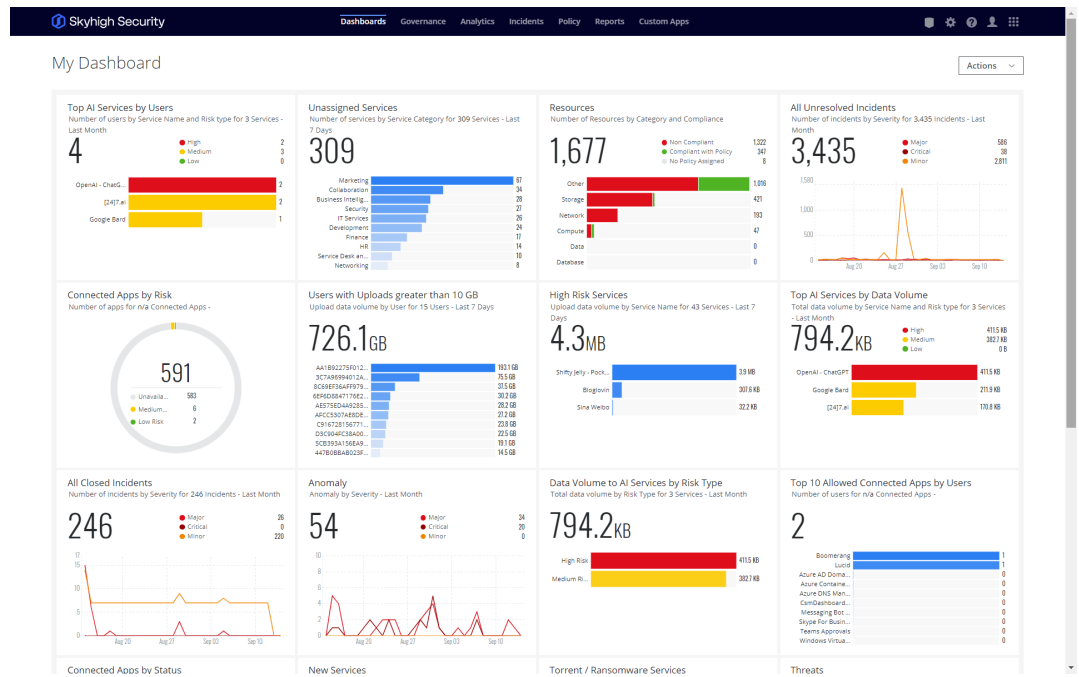 Skyhigh Security
Dashboards Governance Analytics Incidents Policy Reports Custom Apps
My Dashboard
Actions
Top AI Services by Users
Number of users by Service Name and Risk type for 3 Services -
Last Month
4
High 2
Medium 3
Low 0
OpenAI - ChatG... 2
[24]7.ai 2
Google Bard 1
Unassigned Services
Number of services by Service Category for 309 Services - Last
7 Days
309
Marketing 87
Collaboration 34
Business Intellig... 28
Security 27
IT Services 26
Development 24
Finance 17
HR 14
Service Desk an... 10
Networking 8
Resources
Number of Resources by Category and Compliance
1,677
Non Compliant 1,322
Compliant with Policy 347
No Policy Assigned 8
Other 1,016
Storage 421
Network 193
Compute 47
Data 0
Database 0
All Unresolved Incidents
Number of incidents by Severity for 3,435 Incidents - Last
Month
3,435
Major 586
Critical 38
Minor 2,811
1,580
1,000
500
0
Aug 20 Aug 27 Sep 03 Sep 10
Connected Apps by Risk
Number of apps for n/a Connected Apps -
591
Unavaila... 583
Medium... 6
Low Risk 2
Users with Uploads greater than 10 GB
Upload data volume by User for 15 Users - Last 7 Days
726.1GB
AA1B92275F012... 193.1 GB
3C7A96994012A... 75.5 GB
8C69EF36AFF979... 37.5 GB
6EF6D8847176E2... 30.2 GB
AE575ED4A9285... 28.2 GB
AFCC5307AE8DE... 27.2 GB
C916728156771... 23.8 GB
D3C904FC38A00... 22.5 GB
5CB393A156EA9... 19.1 GB
447B0BBAB023F... 14.5 GB
High Risk Services
Upload data volume by Service Name for 43 Services - Last 7
Days
4.3MB
Shifty Jelly - Pock... 3.9 MB
Bloglovin 307.6 KB
Sina Weibo 32.2 KB
Top AI Services by Data Volume
Total data volume by Service Name and Risk type for 3 Services
- Last Month
794.2KB
High 411.5 KB
Medium 382.7 KB
Low 0 B
OpenAI - ChatGPT 411.5 KB
Google Bard 211.9 KB
[24]7.ai 170.8 KB
All Closed Incidents
Number of incidents by Severity for 246 Incidents - Last Month
246
Major 26
Critical 0
Minor 220
17
15
10
5
0
Aug 20 Aug 27 Sep 03 Sep 10
Anomaly
Anomaly by Severity - Last Month
54
Major 34
Critical 20
Minor 0
10
8
6
4
2
0
Aug 20 Aug 27 Sep 03 Sep 10
Data Volume to AI Services by Risk Type
Total data volume by Risk Type for 3 Services - Last Month
794.2KB
High Risk 411.5 KB
Medium Ri... 382.7 KB
Top 10 Allowed Connected Apps by Users
Number of users for n/a Connected Apps -
2
Boomerang 1
Lucid 1
Azure AD Doma... 0
Azure Containe... 0
Azure DNS Man... 0
CsmDashboard... 0
Messaging Bot ... 0
Skype For Busin... 0
Teams Approvals 0
Windows Virtua... 0
Connected Apps by Status
New Services
Torrent / Ransomware Services
Threats